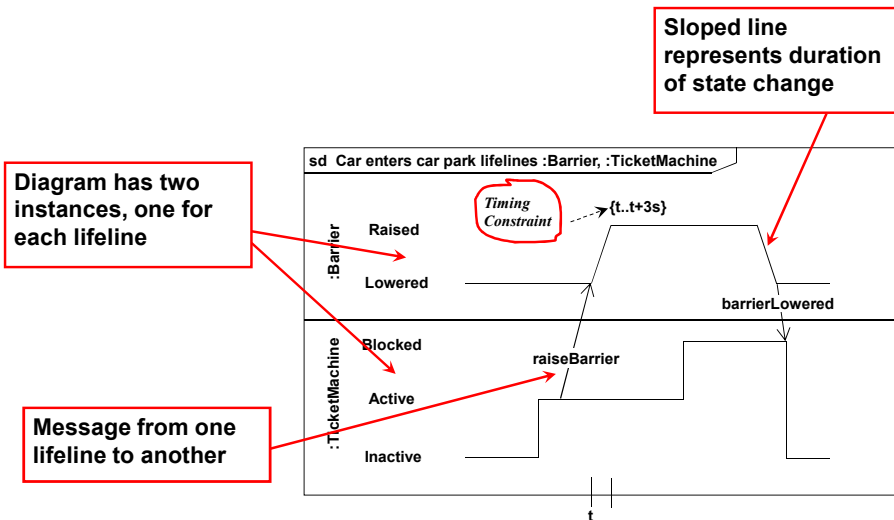 Sloped line
represents duration
of state change
sd Car enters car park lifelines :Barrier, :TicketMachine
Diagram has two
instances, one for
each lifeline
Timing
Constraint
{t..t+3s}
:Barrier
Raised
Lowered
barrierLowered
:TicketMachine
Blocked
raiseBarrier
Active
Inactive
Message from one
lifeline to another
t